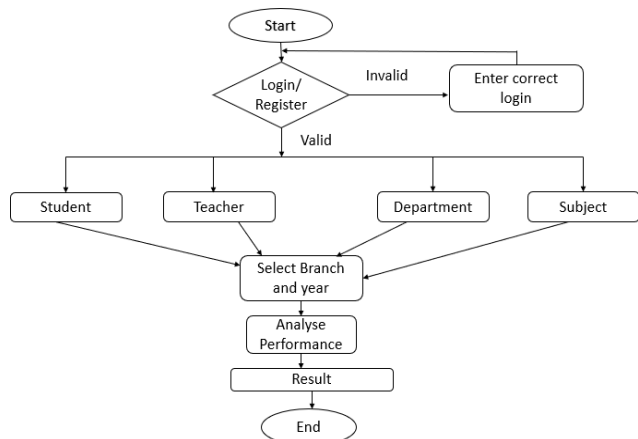 Start
Login/
Register
Invalid
Enter correct
login
Valid
Student
Teacher
Department
Subject
Select Branch
and year
Analyse
Performance
Result
End